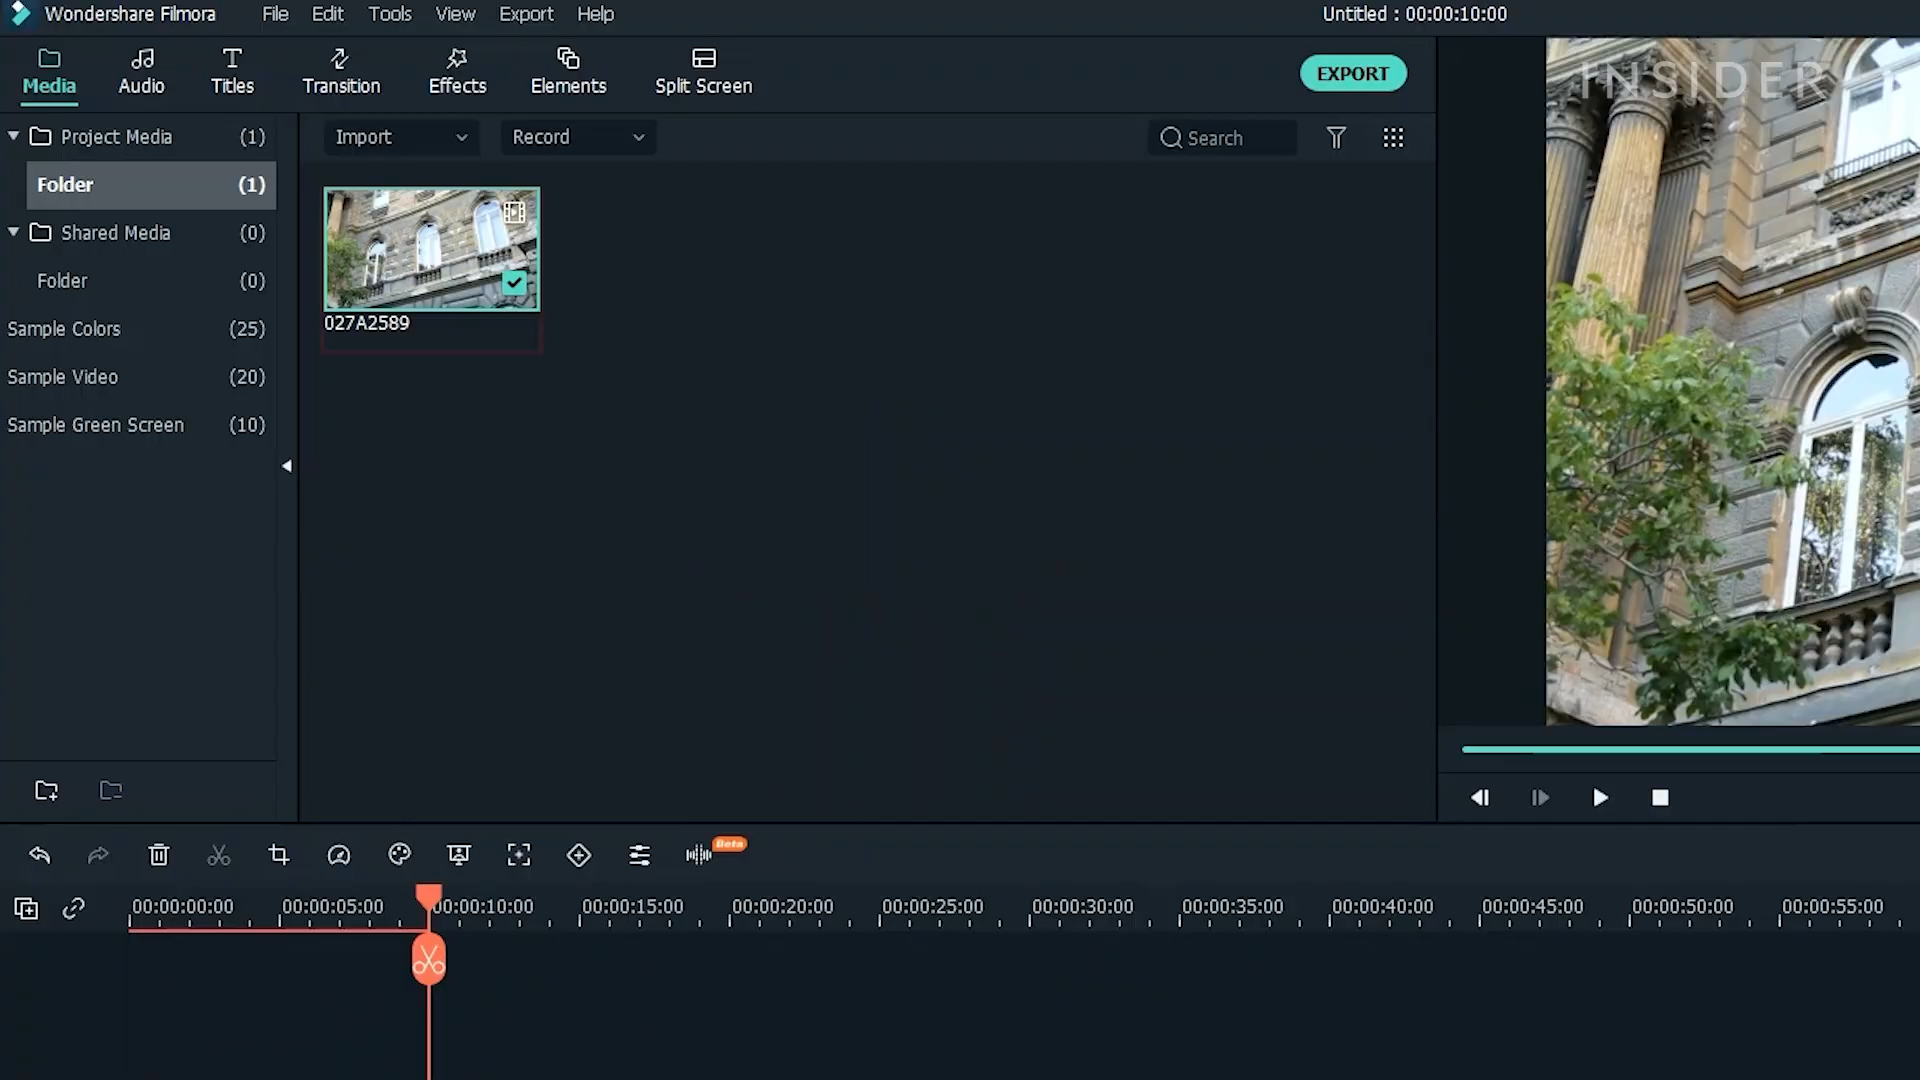 Wondershare Filmora File Edit Tools View Export Help Untitled : 00:00:10:00
Media Audio Titles Transition Effects Elements Split Screen EXPORT
INSIDER
Project Media (1)
Import Record Search
Folder (1)
Shared Media (0)
Folder (0)
Sample Colors (25)
027A2589
Sample Video (20)
Sample Green Screen (10)
Beta
00:00:00:00 00:00:05:00 00:00:10:00 00:00:15:00 00:00:20:00 00:00:25:00 00:00:30:00 00:00:35:00 00:00:40:00 00:00:45:00 00:00:50:00 00:00:55:00